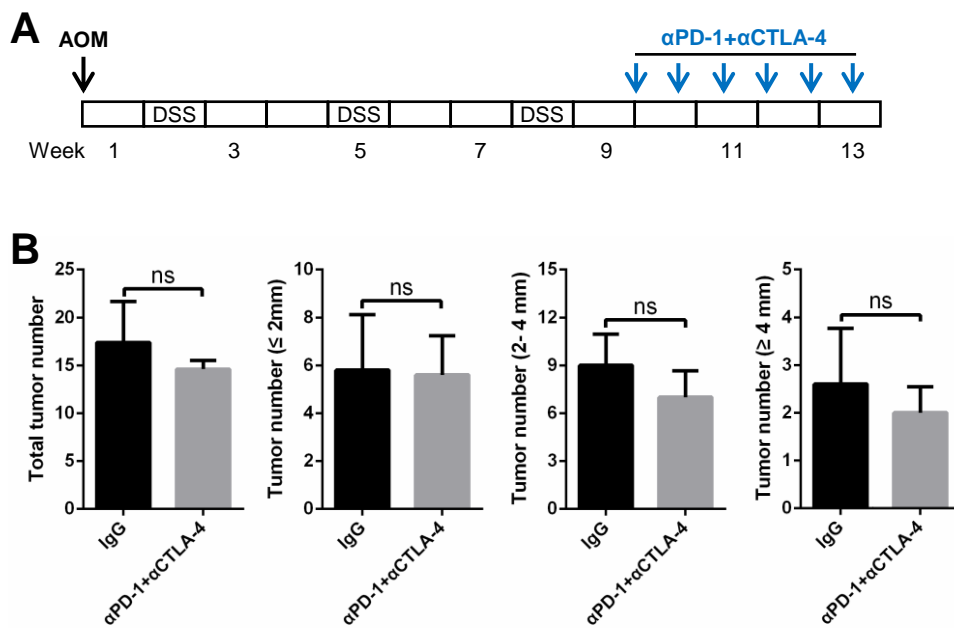 A
AOM
αPD-1+αCTLA-4
DSS DSS DSS
Week 1 3 5 7 9 11 13
B
Total tumor number
25
20
15
10
5
0
ns
IgG
αPD-1+αCTLA-4
Tumor number (≤ 2mm)
10
8
6
4
2
0
ns
IgG
αPD-1+αCTLA-4
Tumor number (2- 4 mm)
15
12
9
6
3
0
ns
IgG
αPD-1+αCTLA-4
Tumor number (≥ 4 mm)
5
4
3
2
1
0
ns
IgG
αPD-1+αCTLA-4